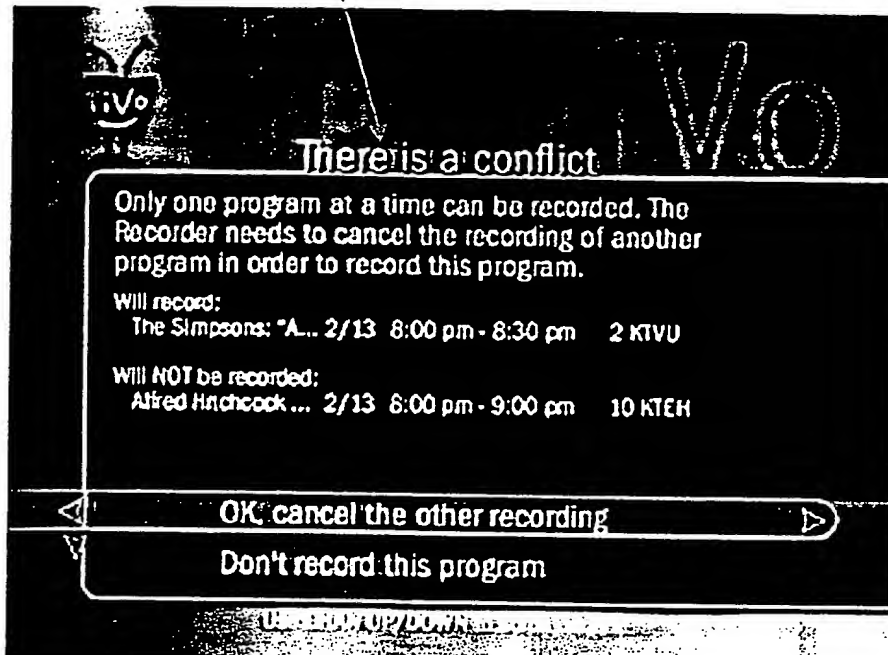 TiVo
There is a conflict
Only one program at a time can be recorded. The
Recorder needs to cancel the recording of another
program in order to record this program.
Will record:
The Simpsons: "A... 2/13 8:00 pm - 8:30 pm 2 KTVU
Will NOT be recorded:
Alfred Hitchcock ... 2/13 8:00 pm - 9:00 pm 10 KTEH
OK, cancel the other recording
Don't record this program
UP/DOWN